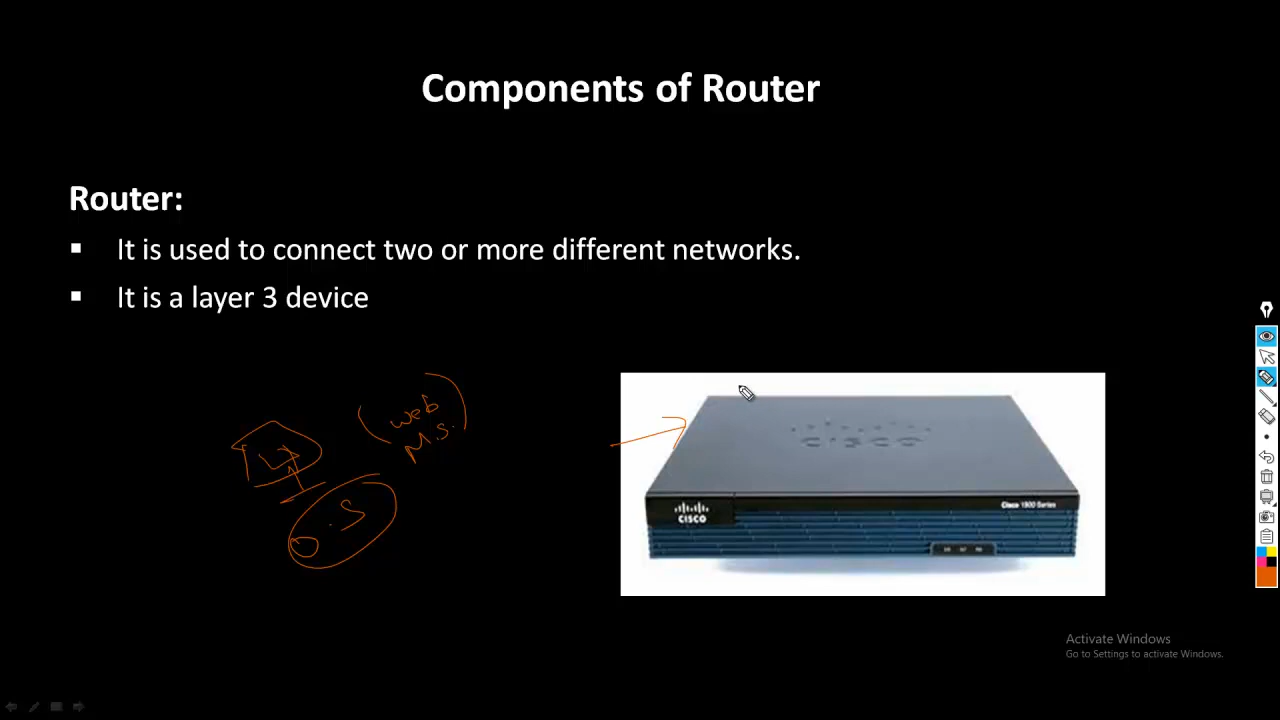 Components of Router
Router:
▪ It is used to connect two or more different networks.
▪ It is a layer 3 device
web
M.S.
S
CISCO
CISCO
Cisco 1900 Series
Activate Windows
Go to Settings to activate Windows.